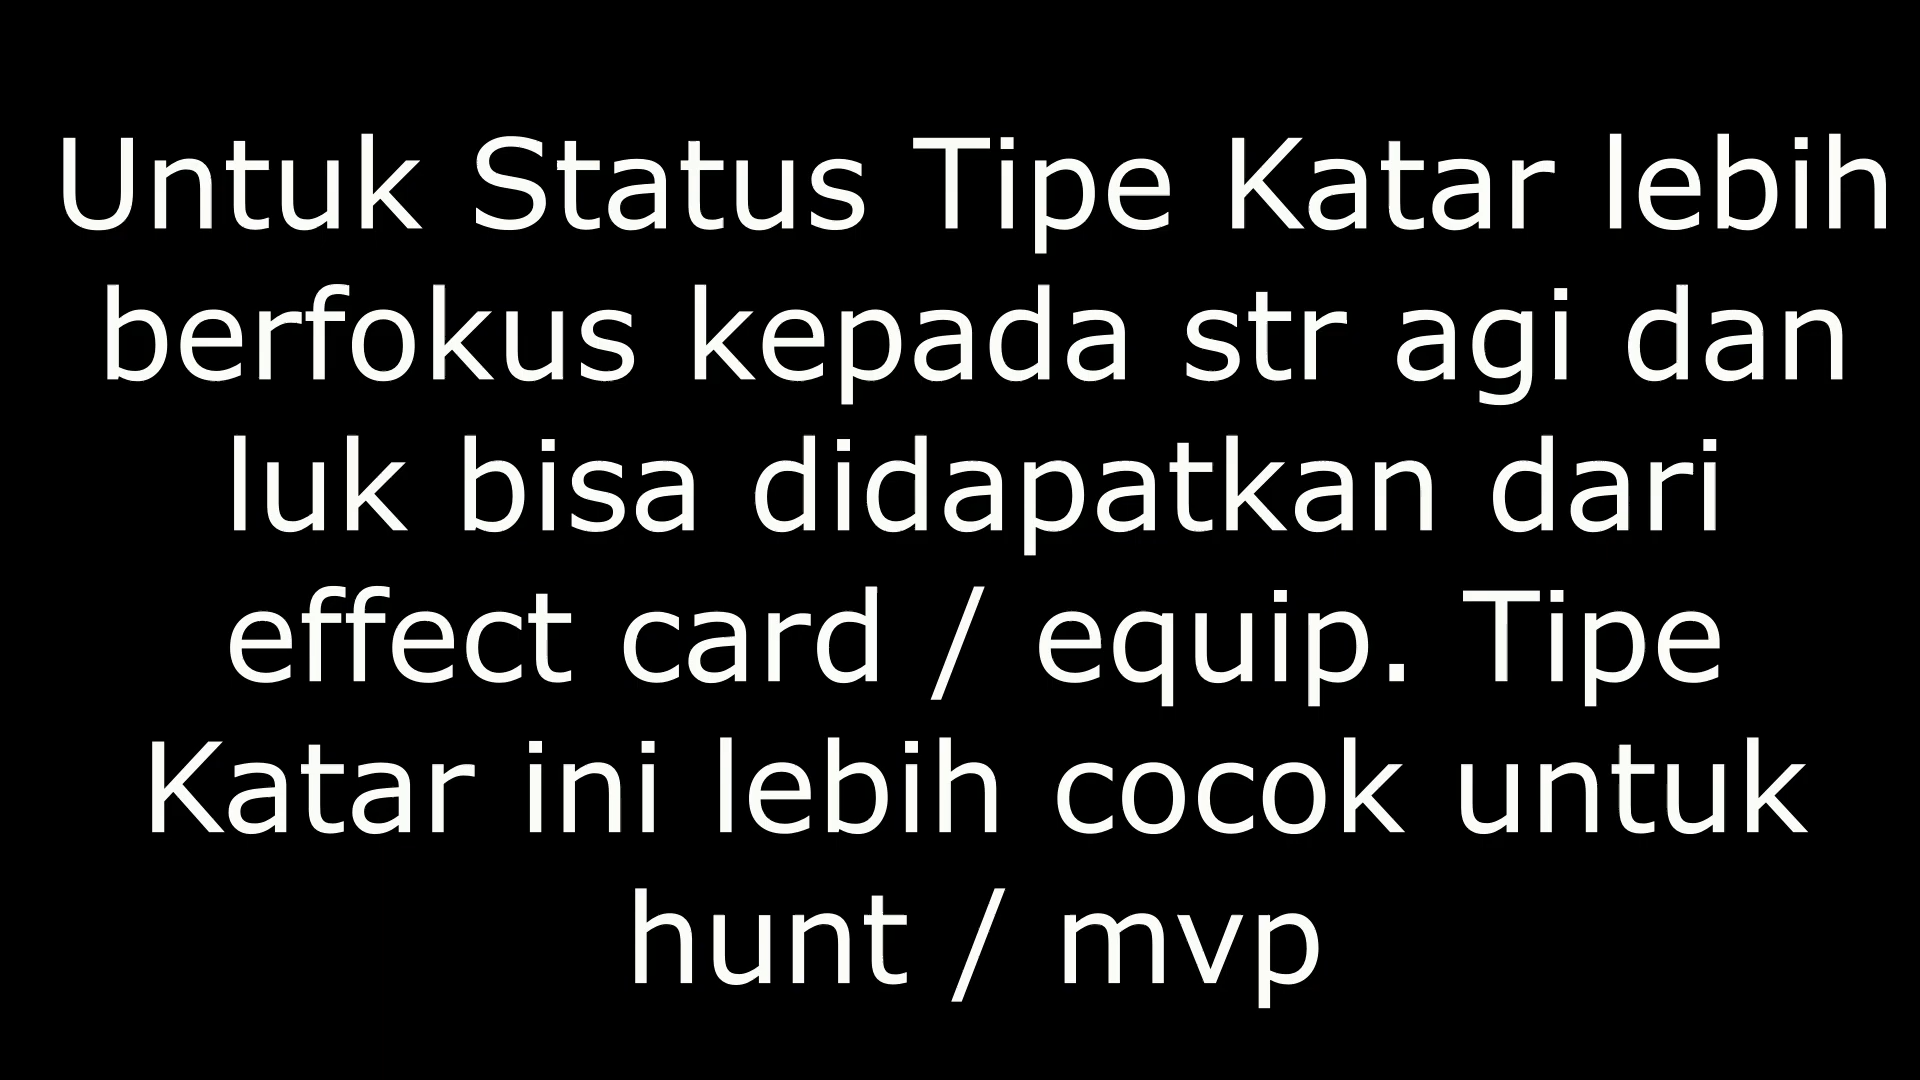 Untuk Status Tipe Katar lebih
berfokus kepada str agi dan
luk bisa didapatkan dari
effect card / equip. Tipe
Katar ini lebih cocok untuk
hunt / mvp